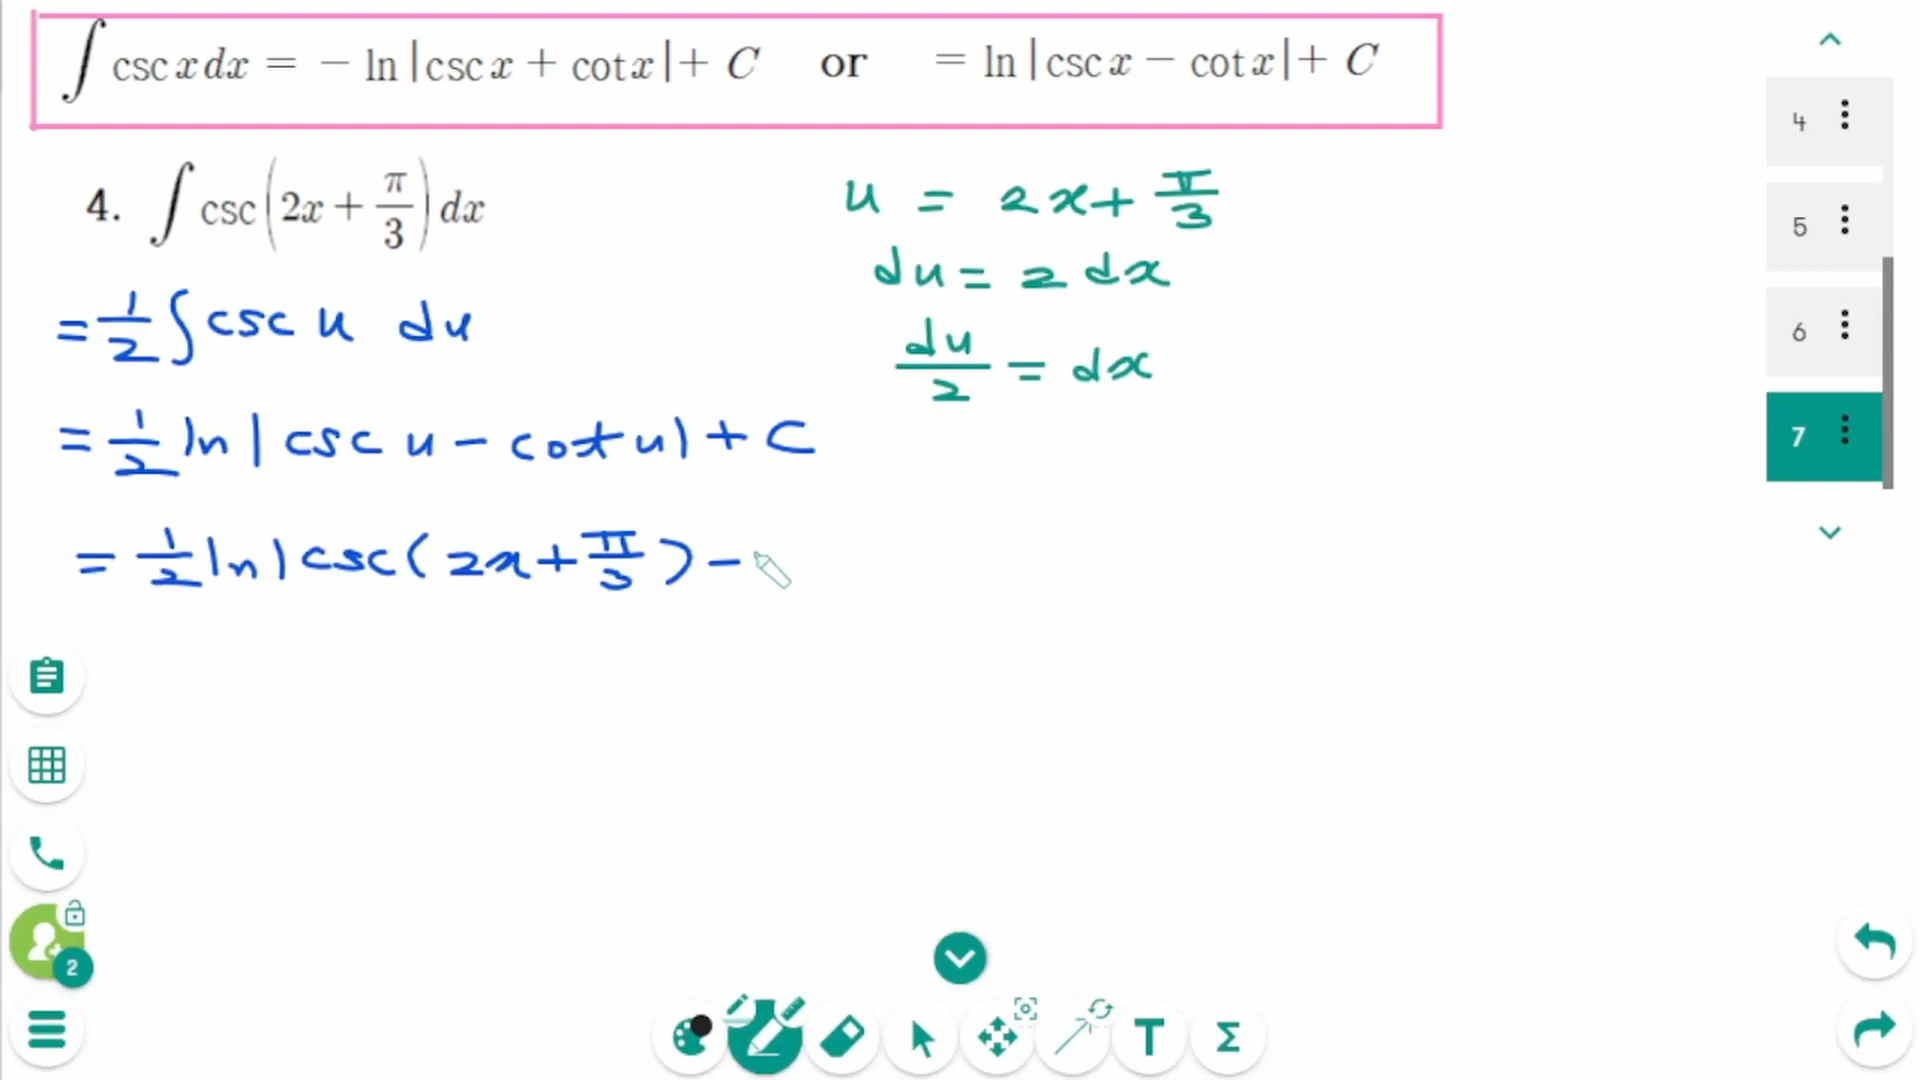 ∫ csc x dx = − ln |csc x + cot x| + C or = ln |csc x − cot x| + C
4. ∫ csc(2x + π/3) dx
u = 2x + π/3
du = 2 dx
du/2 = dx
= 1/2 ∫ csc u du
= 1/2 ln | csc u − cot u | + C
= 1/2 ln | csc( 2x + π/3 ) −
4
5
6
7
2
T
Σ